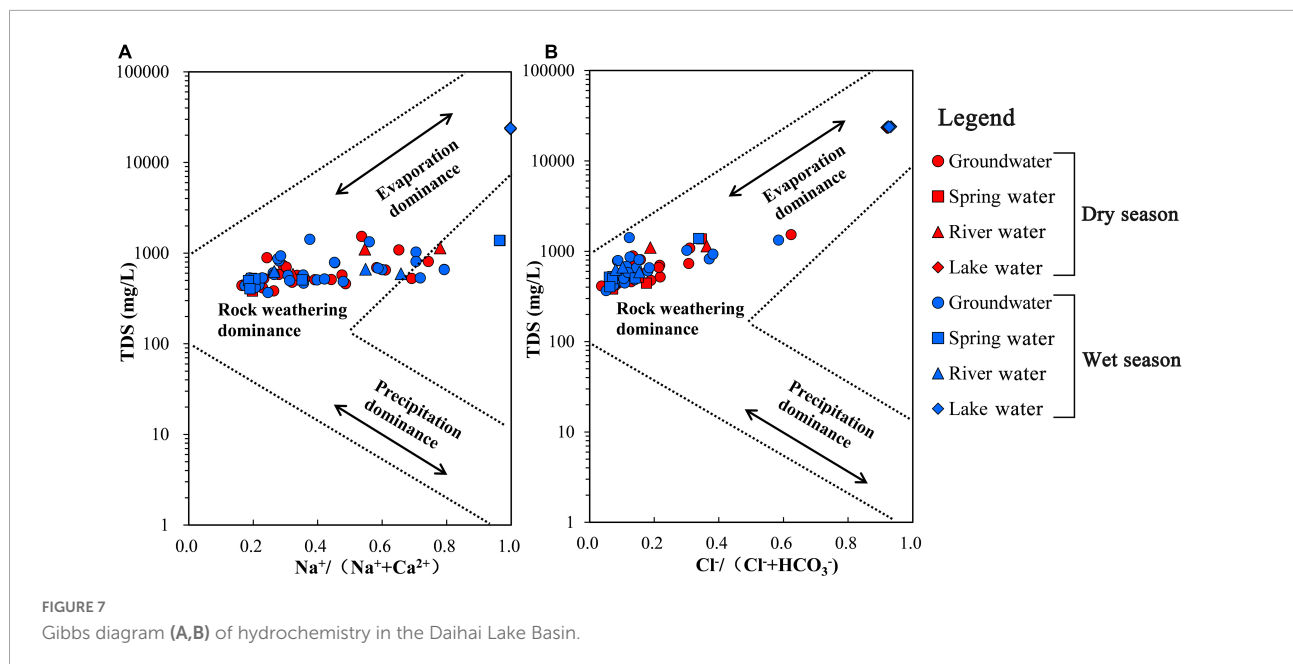 A
100000
10000
1000
100
10
1
TDS (mg/L)
0.0 0.2 0.4 0.6 0.8 1.0
Na⁺/（Na⁺+Ca²⁺）
Evaporation
dominance
Rock weathering
dominance
Precipitation
dominance
B
100000
10000
1000
100
10
1
TDS (mg/L)
0.0 0.2 0.4 0.6 0.8 1.0
Cl⁻/（Cl⁻+HCO₃⁻)
Evaporation
dominance
Rock weathering
dominance
Precipitation
dominance
Legend
Groundwater
Spring water
River water
Lake water
Dry season
Groundwater
Spring water
River water
Lake water
Wet season
FIGURE 7
Gibbs diagram (A,B) of hydrochemistry in the Daihai Lake Basin.